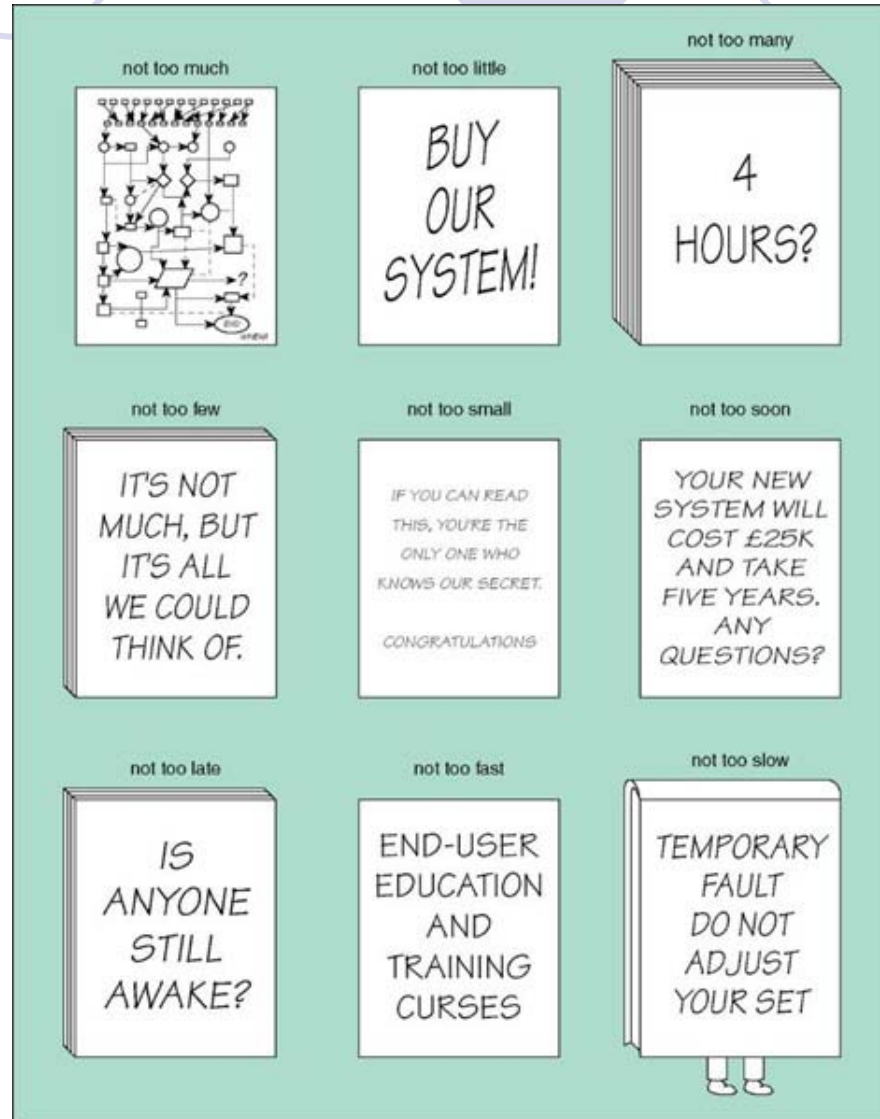 not too much
not too little
not too many
?
END
BUY
OUR
SYSTEM!
4
HOURS?
not too few
not too small
not too soon
IT'S NOT
MUCH, BUT
IT'S ALL
WE COULD
THINK OF.
IF YOU CAN READ
THIS, YOU'RE THE
ONLY ONE WHO
KNOWS OUR SECRET.
CONGRATULATIONS
YOUR NEW
SYSTEM WILL
COST £25K
AND TAKE
FIVE YEARS.
ANY
QUESTIONS?
not too late
not too fast
not too slow
IS
ANYONE
STILL
AWAKE?
END-USER
EDUCATION
AND
TRAINING
CURSES
TEMPORARY
FAULT
DO NOT
ADJUST
YOUR SET